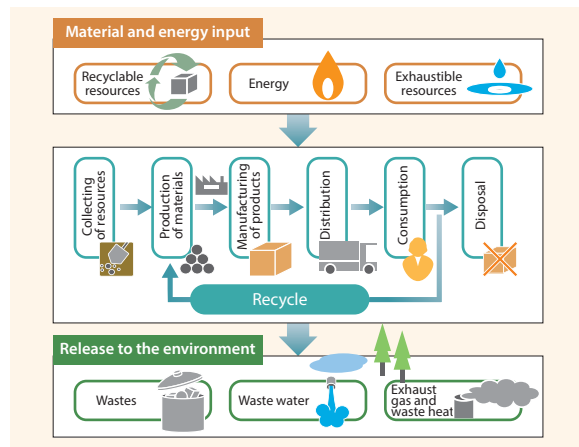 Material and energy input
Recyclable
resources
Energy
Exhaustible
resources
Collecting
of resources
Production
of materials
Manufacturing
of products
Distribution
Consumption
Disposal
Recycle
Release to the environment
Wastes
Waste water
Exhaust
gas and
waste heat